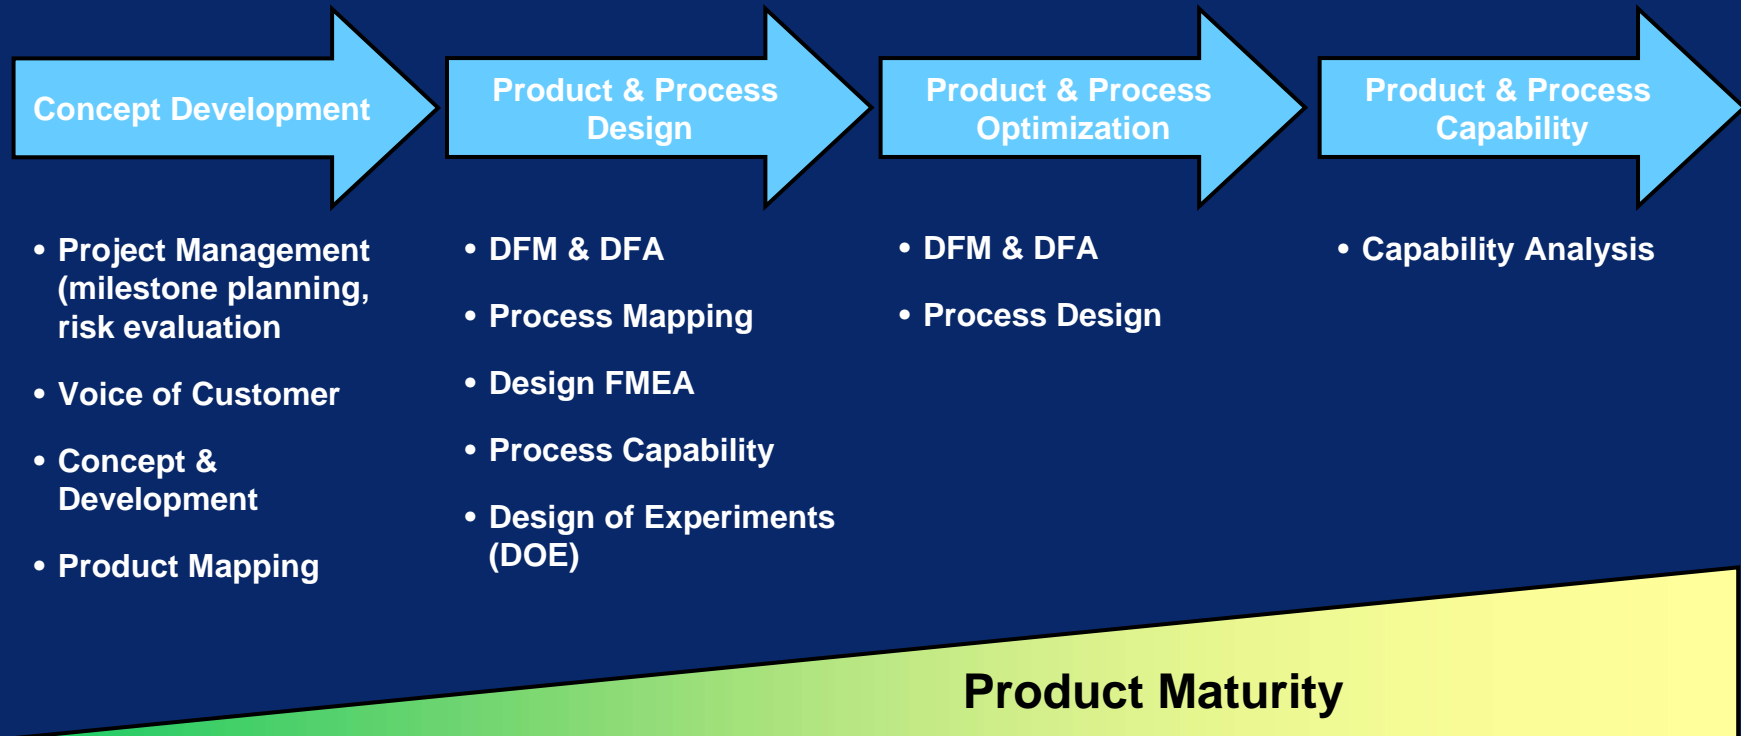 Concept Development
Product & Process
Design
Product & Process
Optimization
Product & Process
Capability
• Project Management
(milestone planning,
risk evaluation
• Voice of Customer
• Concept &
Development
• Product Mapping
• DFM & DFA
• Process Mapping
• Design FMEA
• Process Capability
• Design of Experiments
(DOE)
• DFM & DFA
• Process Design
• Capability Analysis
Product Maturity